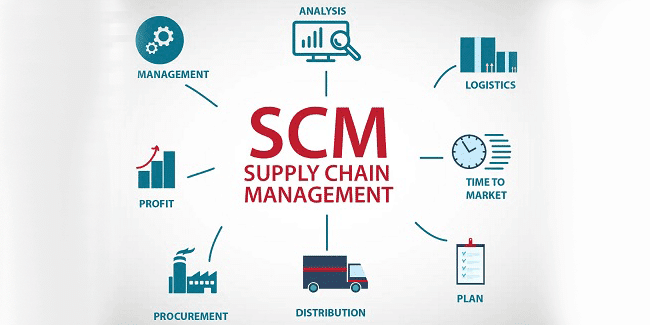 ANALYSIS
MANAGEMENT
LOGISTICS
SCM
SUPPLY CHAIN
MANAGEMENT
PROFIT
TIME TO
MARKET
PROCUREMENT
DISTRIBUTION
PLAN